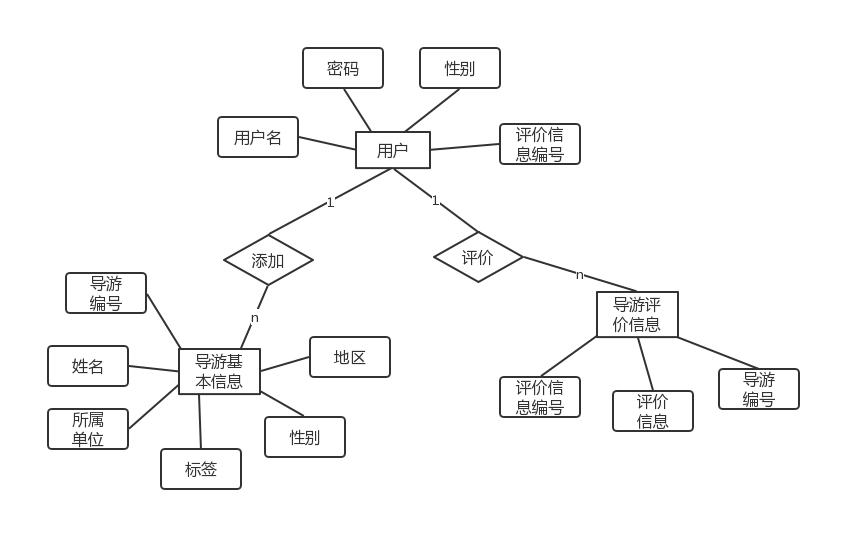 密码
性别
用户名
用户
评价信
息编号
1
1
添加
评价
导游
编号
n
n
导游评
价信息
姓名
导游基
本信息
地区
所属
单位
性别
标签
评价信
息编号
评价
信息
导游
编号